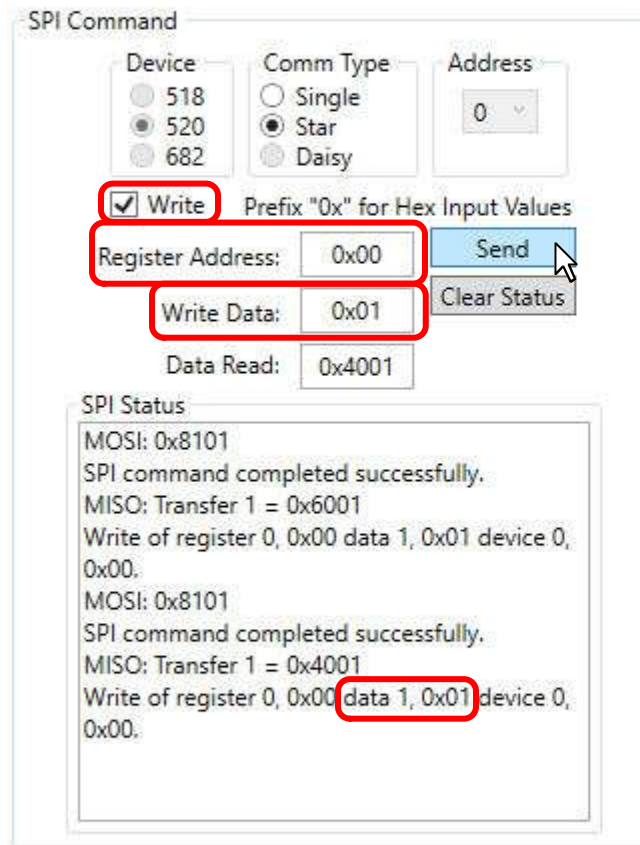 SPI Command
Device Comm Type Address
518 Single
520 Star 0
682 Daisy
Write Prefix "0x" for Hex Input Values
Register Address: 0x00 Send
Write Data: 0x01 Clear Status
Data Read: 0x4001
SPI Status
MOSI: 0x8101
SPI command completed successfully.
MISO: Transfer 1 = 0x6001
Write of register 0, 0x00 data 1, 0x01 device 0,
0x00.
MOSI: 0x8101
SPI command completed successfully.
MISO: Transfer 1 = 0x4001
Write of register 0, 0x00 data 1, 0x01 device 0,
0x00.